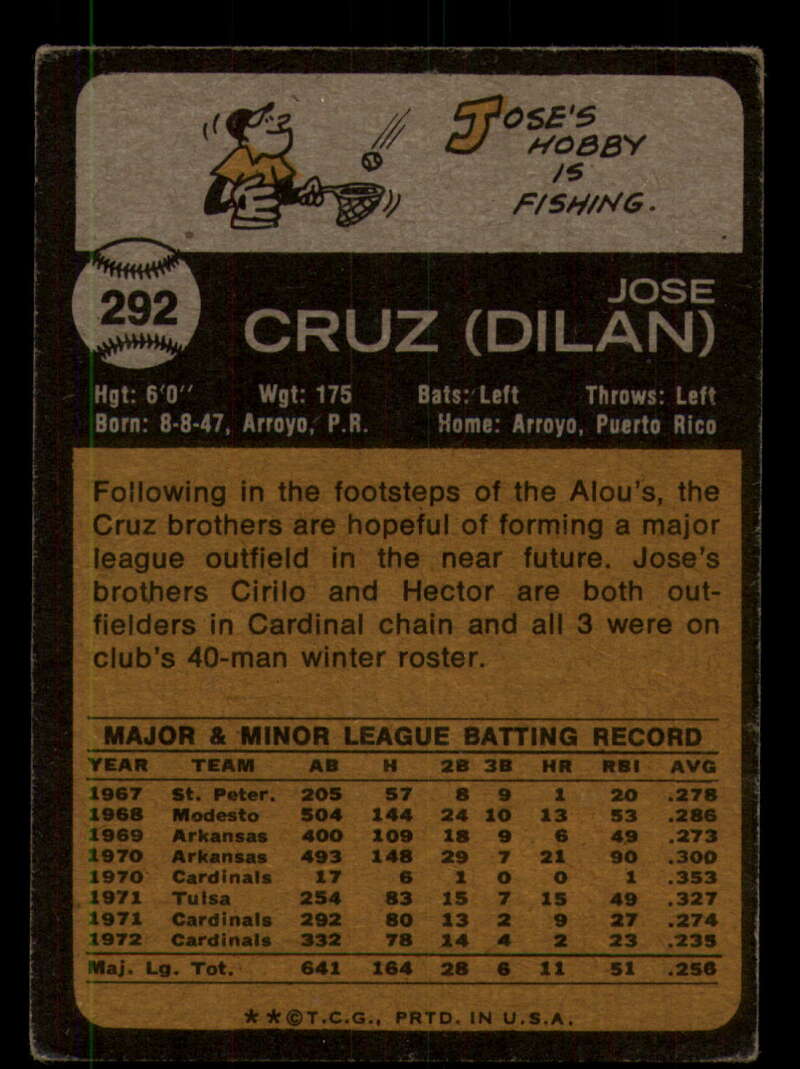 JOSE'S
HOBBY
IS
FISHING.
292
JOSE
CRUZ (DILAN)
Hgt: 6'0" Wgt: 175 Bats: Left Throws: Left
Born: 8-8-47, Arroyo, P.R. Home: Arroyo, Puerto Rico
Following in the footsteps of the Alou's, the
Cruz brothers are hopeful of forming a major
league outfield in the near future. Jose's
brothers Cirilo and Hector are both out-
fielders in Cardinal chain and all 3 were on
club's 40-man winter roster.
MAJOR & MINOR LEAGUE BATTING RECORD
YEAR TEAM AB H 2B 3B HR RBI AVG
1967 St. Peter. 205 57 8 9 1 20 .278
1968 Modesto 504 144 24 10 13 53 .286
1969 Arkansas 400 109 18 9 6 49 .273
1970 Arkansas 493 148 29 7 21 90 .300
1970 Cardinals 17 6 1 0 0 1 .353
1971 Tulsa 254 83 15 7 15 49 .327
1971 Cardinals 292 80 13 2 9 27 .274
1972 Cardinals 332 78 14 4 2 23 .235
Maj. Lg. Tot. 641 164 28 6 11 51 .256
* * ©T.C.G., PRTD. IN U.S.A.